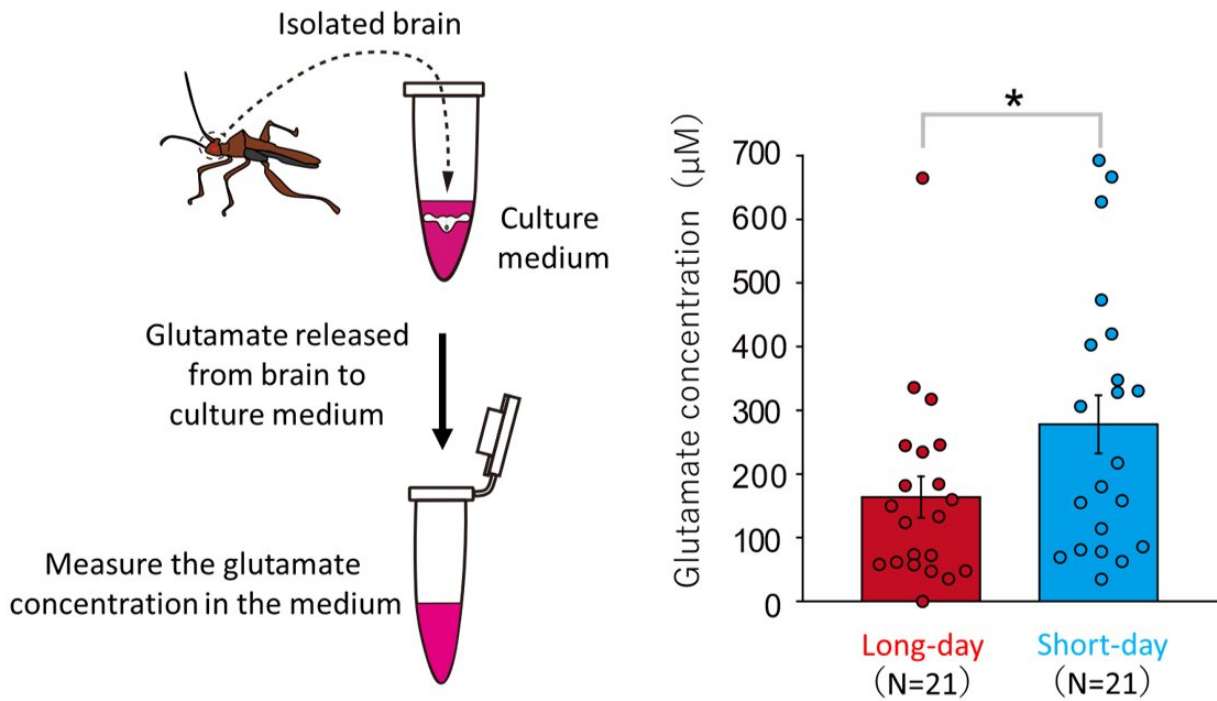 Isolated brain
Culture
medium
Glutamate released
from brain to
culture medium
Measure the glutamate
concentration in the medium
*
Glutamate concentration （μM）
700
600
500
400
300
200
100
0
Long-day
（N=21）
Short-day
（N=21）